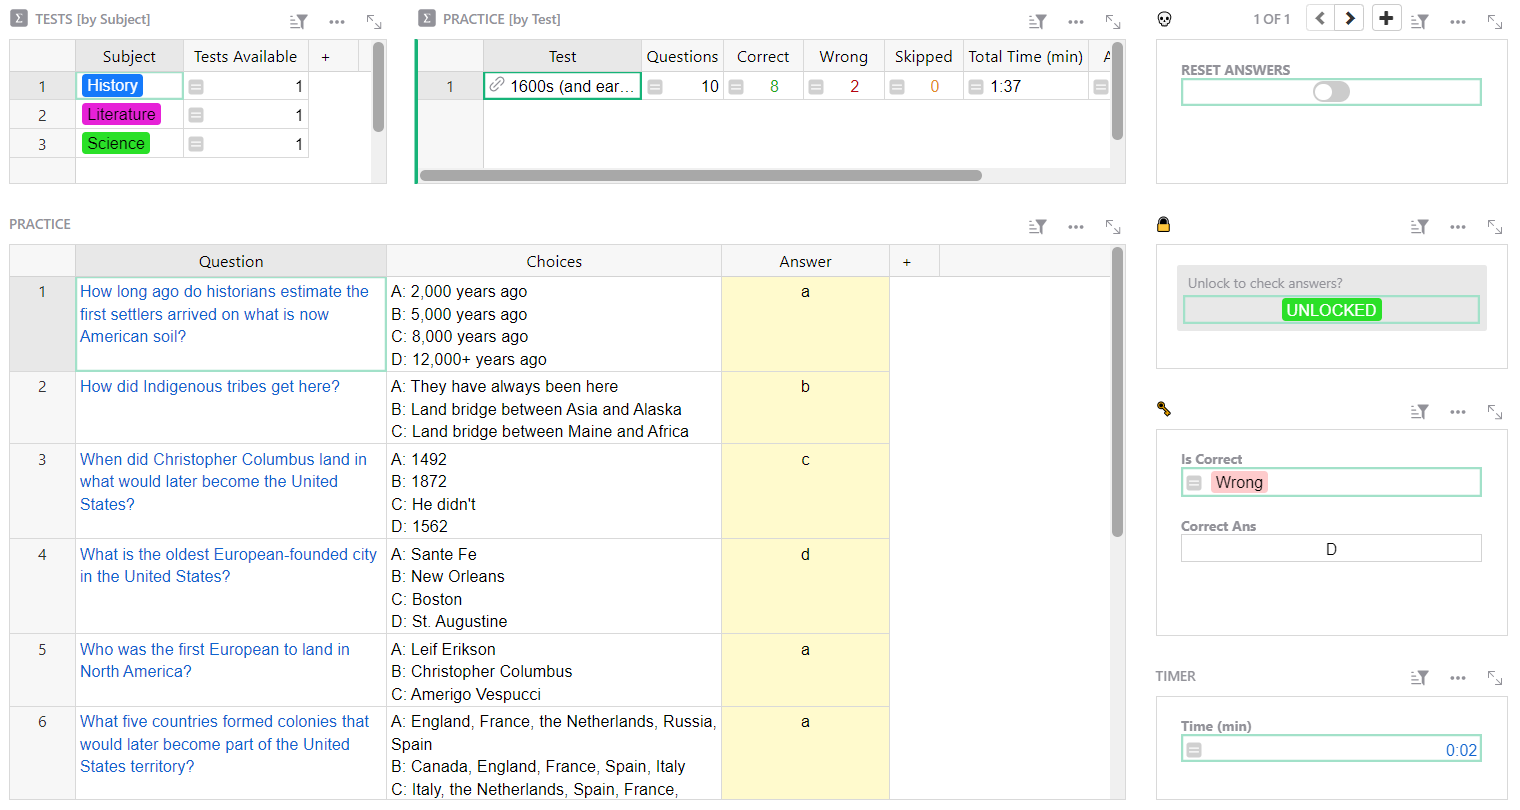 TESTS [by Subject]
Subject
Tests Available
+
1
History
1
2
Literature
1
3
Science
1
PRACTICE [by Test]
Test
Questions
Correct
Wrong
Skipped
Total Time (min)
1
1600s (and ear...
10
8
2
0
1:37
1 OF 1
RESET ANSWERS
PRACTICE
Question
Choices
Answer
+
1
How long ago do historians estimate the
first settlers arrived on what is now
American soil?
A: 2,000 years ago
B: 5,000 years ago
C: 8,000 years ago
D: 12,000+ years ago
a
2
How did Indigenous tribes get here?
A: They have always been here
B: Land bridge between Asia and Alaska
C: Land bridge between Maine and Africa
b
3
When did Christopher Columbus land in
what would later become the United
States?
A: 1492
B: 1872
C: He didn't
D: 1562
c
4
What is the oldest European-founded city
in the United States?
A: Sante Fe
B: New Orleans
C: Boston
D: St. Augustine
d
5
Who was the first European to land in
North America?
A: Leif Erikson
B: Christopher Columbus
C: Amerigo Vespucci
a
6
What five countries formed colonies that
would later become part of the United
States territory?
A: England, France, the Netherlands, Russia,
Spain
B: Canada, England, France, Spain, Italy
C: Italy, the Netherlands, Spain, France,
a
Unlock to check answers?
UNLOCKED
Is Correct
Wrong
Correct Ans
D
TIMER
Time (min)
0:02